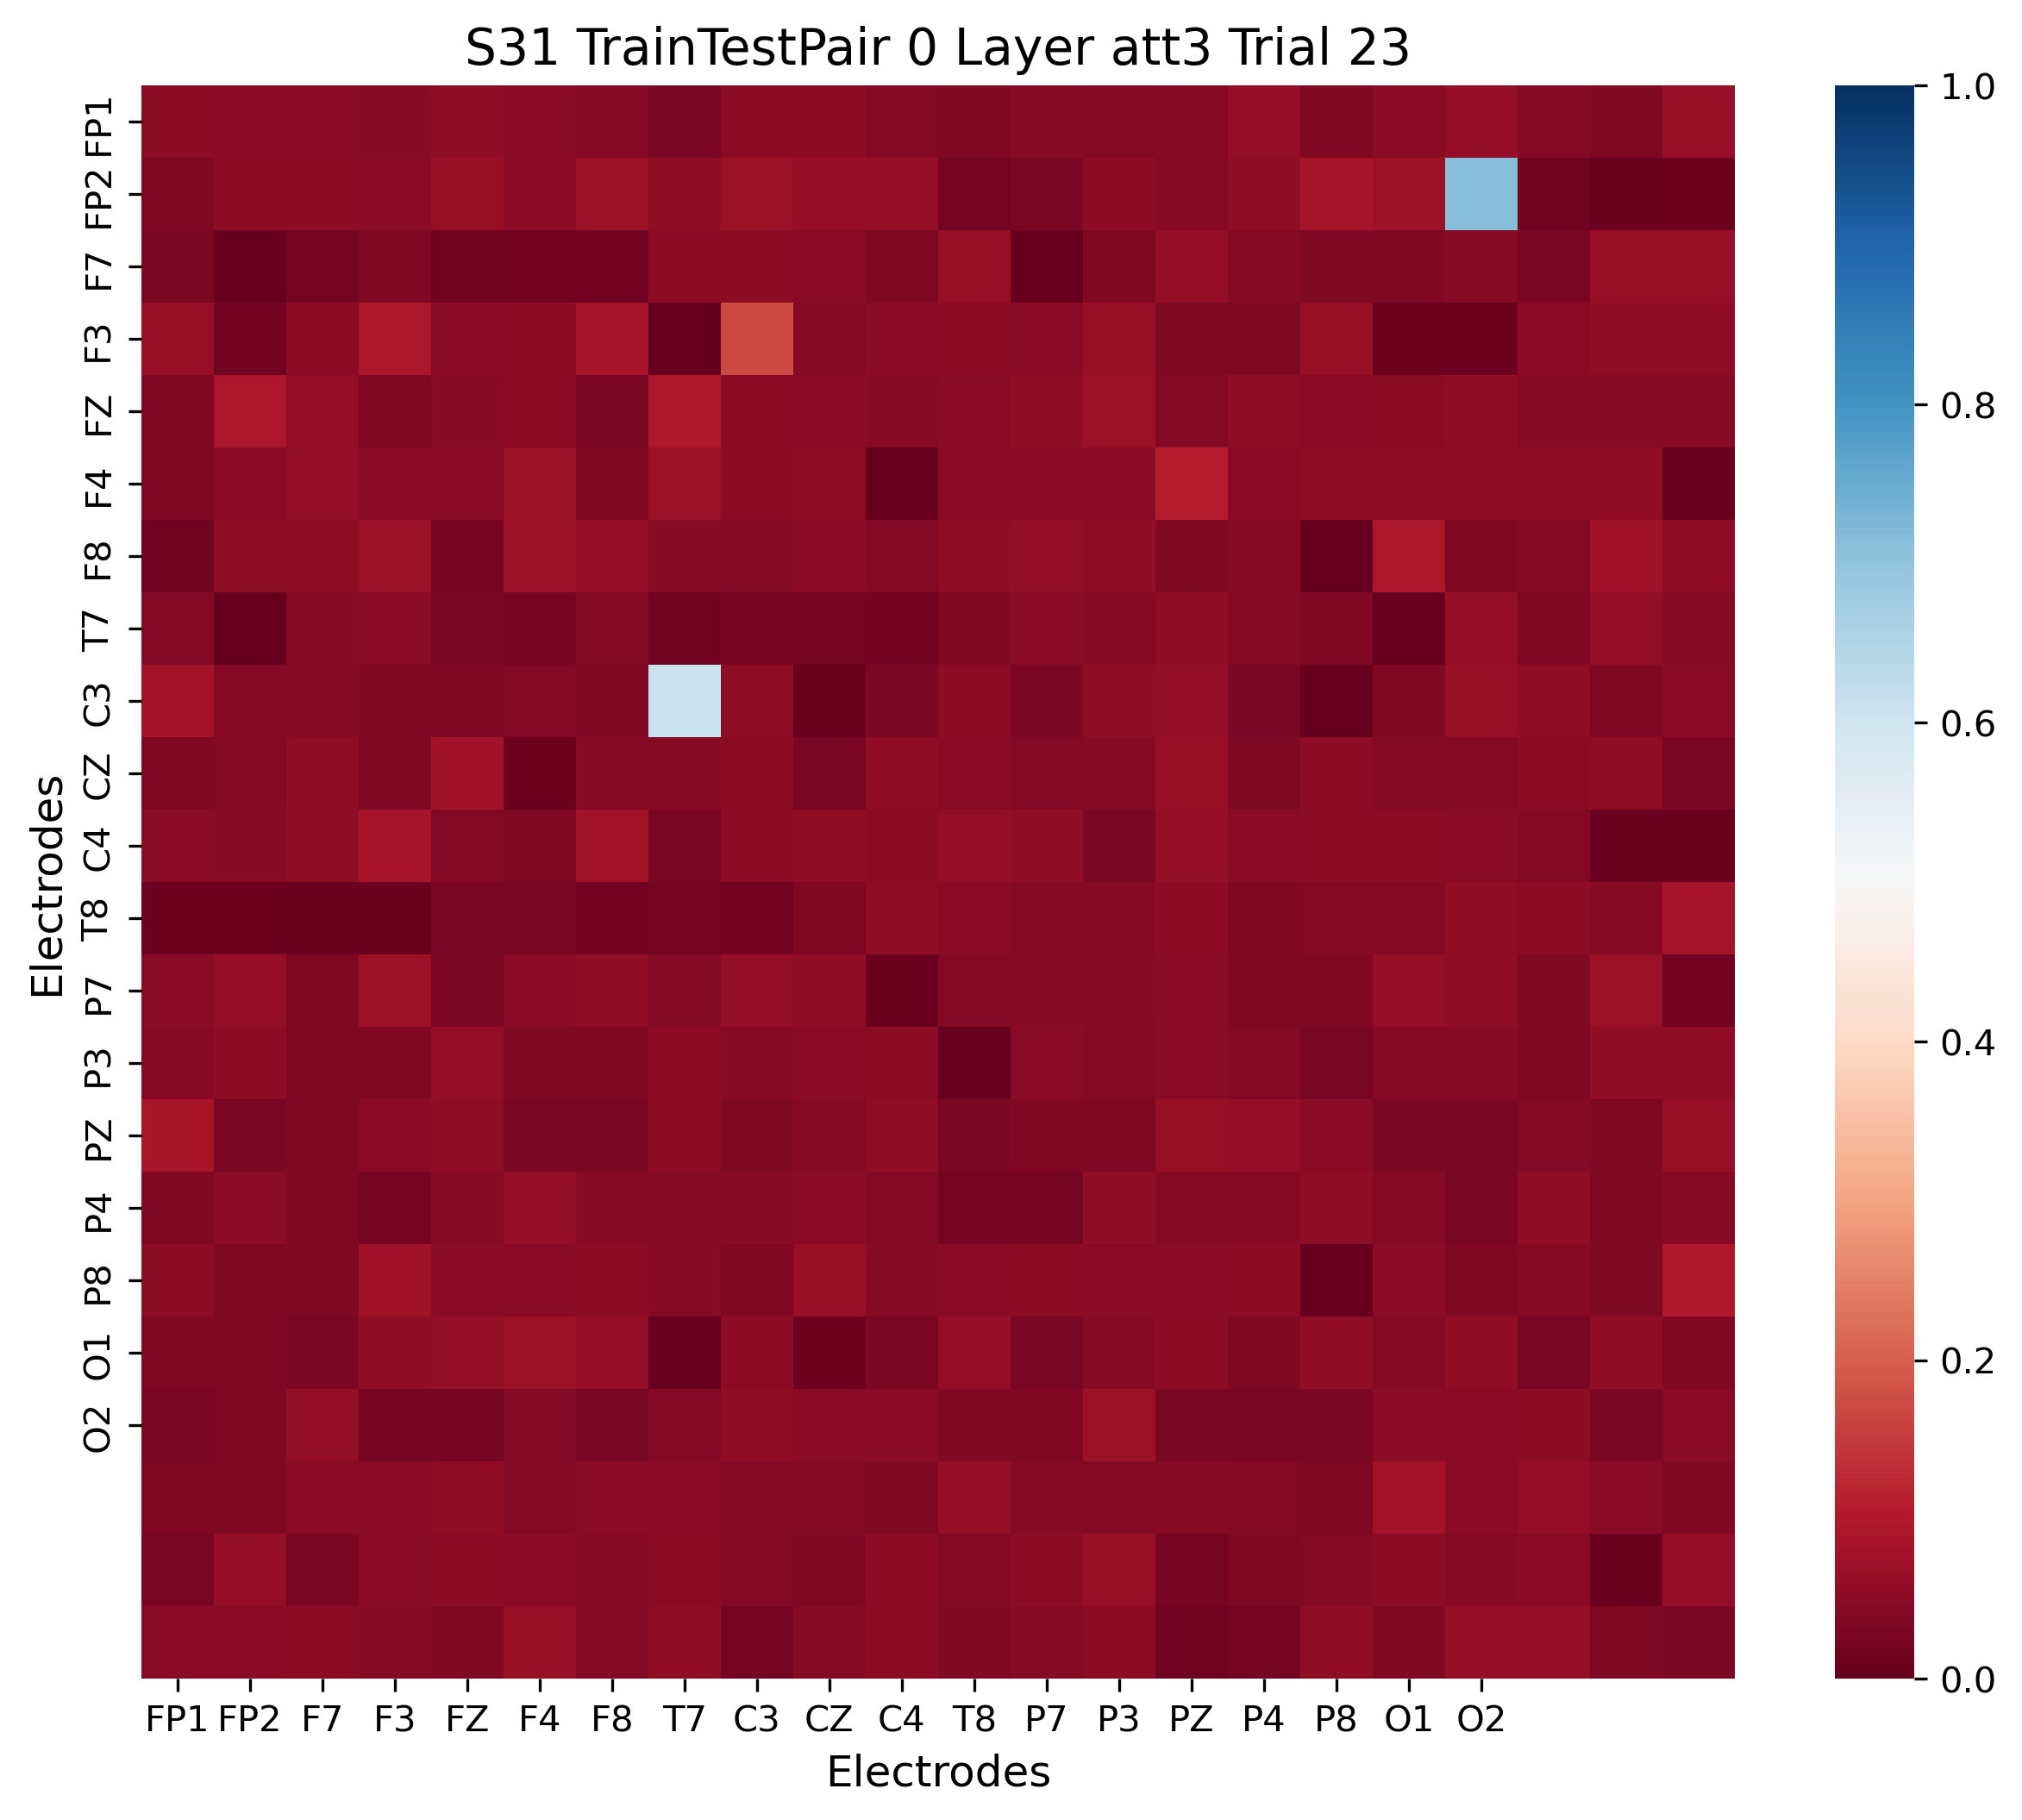 S31 TrainTestPair 0 Layer att3 Trial 23
FP1
FP2
F7
F3
FZ
F4
F8
T7
C3
CZ
C4
T8
P7
P3
PZ
P4
P8
O1
O2
Electrodes
FP1 FP2 F7 F3 FZ F4 F8 T7 C3 CZ C4 T8 P7 P3 PZ P4 P8 O1 O2
Electrodes
1.0
0.8
0.6
0.4
0.2
0.0